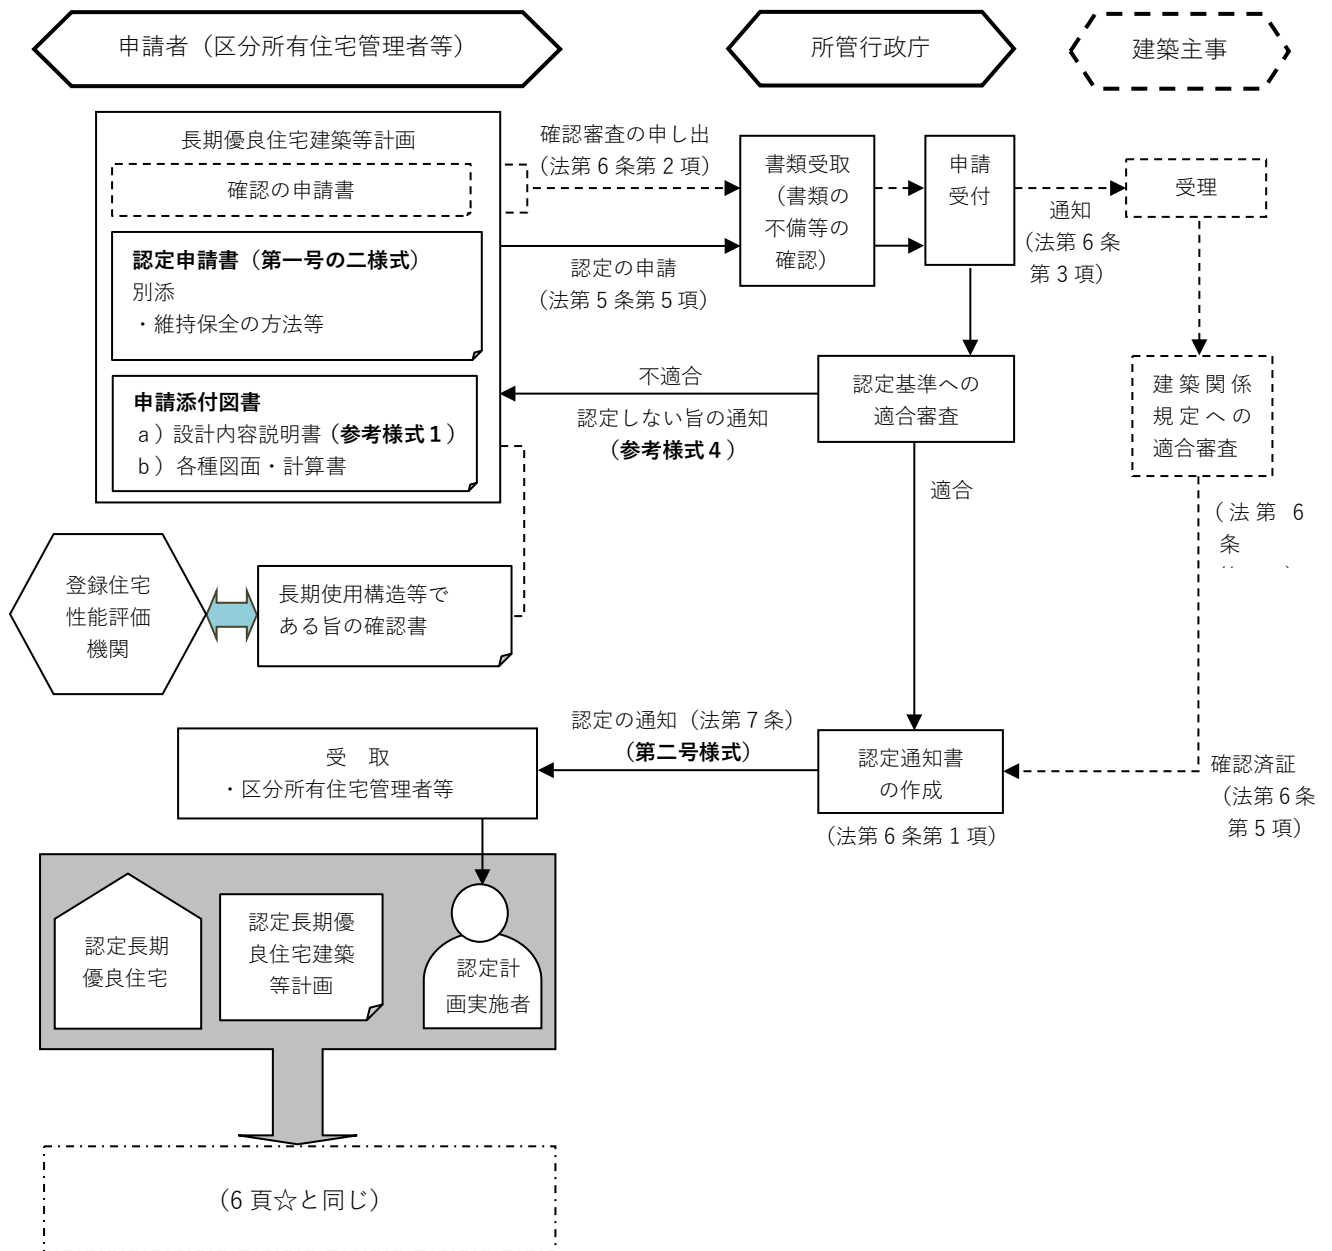 申請者（区分所有住宅管理者等）
所管行政庁
建築主事
長期優良住宅建築等計画
確認の申請書
認定申請書（第一号の二様式）
別添
・維持保全の方法等
申請添付図書
a）設計内容説明書（参考様式１）
b）各種図面・計算書
確認審査の申し出
（法第６条第２項）
認定の申請
（法第５条第５項）
書類受取
（書類の
不備等の
確認）
申請
受付
通知
（法第６条
第３項）
受理
不適合
認定しない旨の通知
（参考様式４）
認定基準への
適合審査
建築関係
規定への
適合審査
適合
（法第６
条
登録住宅
性能評価
機関
長期使用構造等で
ある旨の確認書
認定の通知（法第７条）
（第二号様式）
受　取
・区分所有住宅管理者等
認定通知書
の作成
（法第６条第１項）
確認済証
（法第６条
第５項）
認定長期
優良住宅
認定長期優
良住宅建築
等計画
認定計
画実施者
（6 頁☆と同じ）